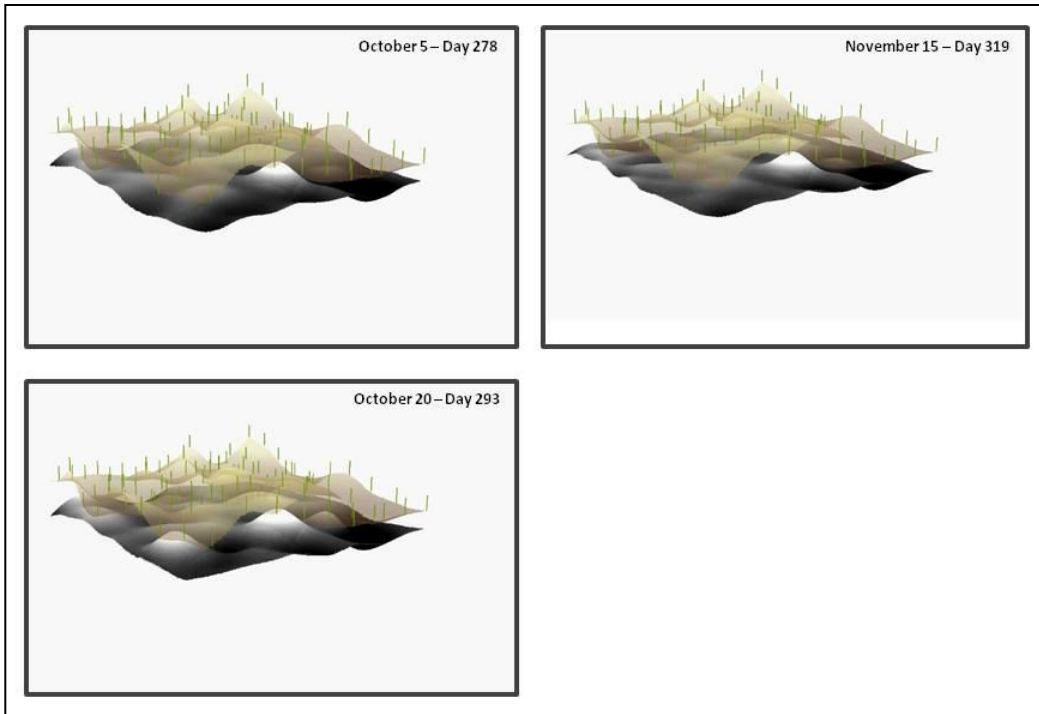 October 5 – Day 278
November 15 – Day 319
October 20 – Day 293